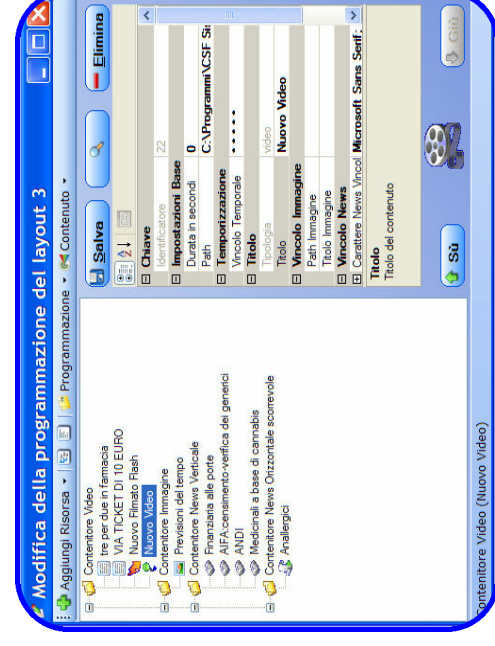 Modifica della programmazione del layout 3
Aggiungi Risorsa
Programmazione
Contenuto
Contenitore Video
tre per due in farmacia
VIA TICKET DI 10 EURO
Nuovo Filmato Flash
Nuovo Video
Contenitore Immagine
Previsioni del tempo
Contenitore News Verticale
Finanziaria alle porte
AIFA:censimento-verifica dei generici
ANDI
Medicinali a base di cannabis
Contenitore News Orizzontale scorrevole
Anallergici
Salva
Elimina
Chiave
Identificatore 22
Impostazioni Base
Durata in secondi 0
Path C:\Programmi\CSF Sis
Temporizzazione
Vincolo Temporale * * * * *
Titolo
Tipologia video
Titolo Nuovo Video
Vincolo Immagine
Path Immagine
Titolo Immagine
Vincolo News
Carattere News Vincol Microsoft Sans Serif;
Titolo
Titolo del contenuto
Sù
Giù
Contenitore Video (Nuovo Video)